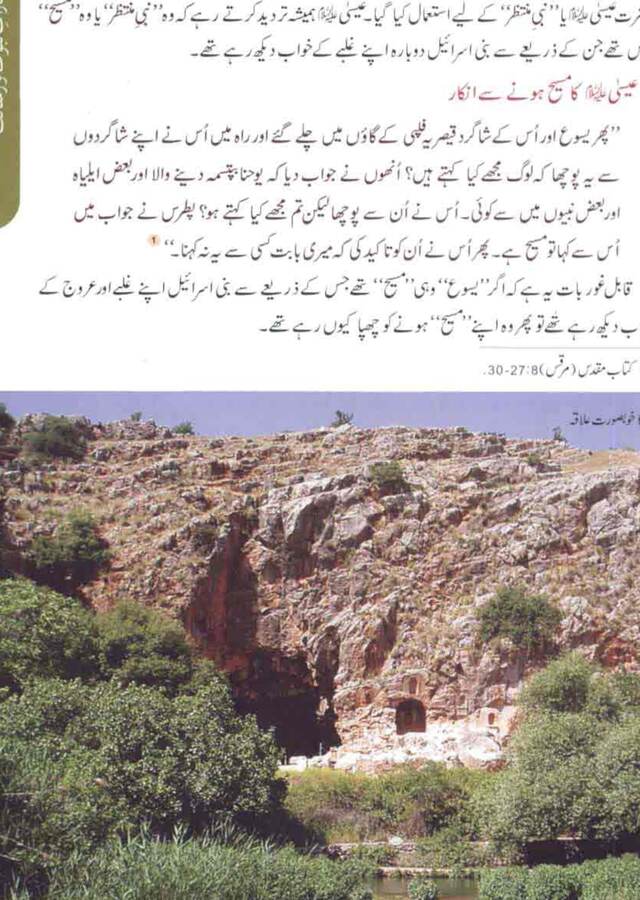 عیسیٰ علیہ السلام یا ’’نبی منتظر‘‘ کے لیے استعمال کیا گیا۔ عیسیٰ علیہ السلام ہمیشہ تردید کرتے رہے کہ وہ ’’نبی منتظر‘‘ یا وہ ’’مسیح‘‘
تھے جن کے ذریعے سے بنی اسرائیل دوبارہ اپنے غلبے کے خواب دیکھ رہے تھے۔
عیسیٰ علیہ السلام کا مسیح ہونے سے انکار
’’پھر یسوع اور اُس کے شاگرد قیصریہ فلپی کے گاؤں میں چلے گئے اور راہ میں اُس نے اپنے شاگردوں
سے یہ پوچھا کہ لوگ مجھے کیا کہتے ہیں؟ اُنھوں نے جواب دیا کہ یوحنا بپتسمہ دینے والا اور بعض ایلیاہ
اور بعض نبیوں میں سے کوئی۔ اُس نے اُن سے پوچھا لیکن تم مجھے کیا کہتے ہو؟ پطرس نے جواب میں
اُس سے کہا تو مسیح ہے۔ پھر اُس نے اُن کو تاکید کی کہ میری بابت کسی سے یہ نہ کہنا۔‘‘ 1
قابل غور بات یہ ہے کہ اگر ’’یسوع‘‘ وہی ’’مسیح‘‘ تھے جس کے ذریعے سے بنی اسرائیل اپنے غلبے اور عروج کے
دیکھ رہے تھے تو پھر وہ اپنے ’’مسیح‘‘ ہونے کو چھپا کیوں رہے تھے۔
کتاب مقدس (مرقس) 8:27-30.
خوبصورت علاقہ